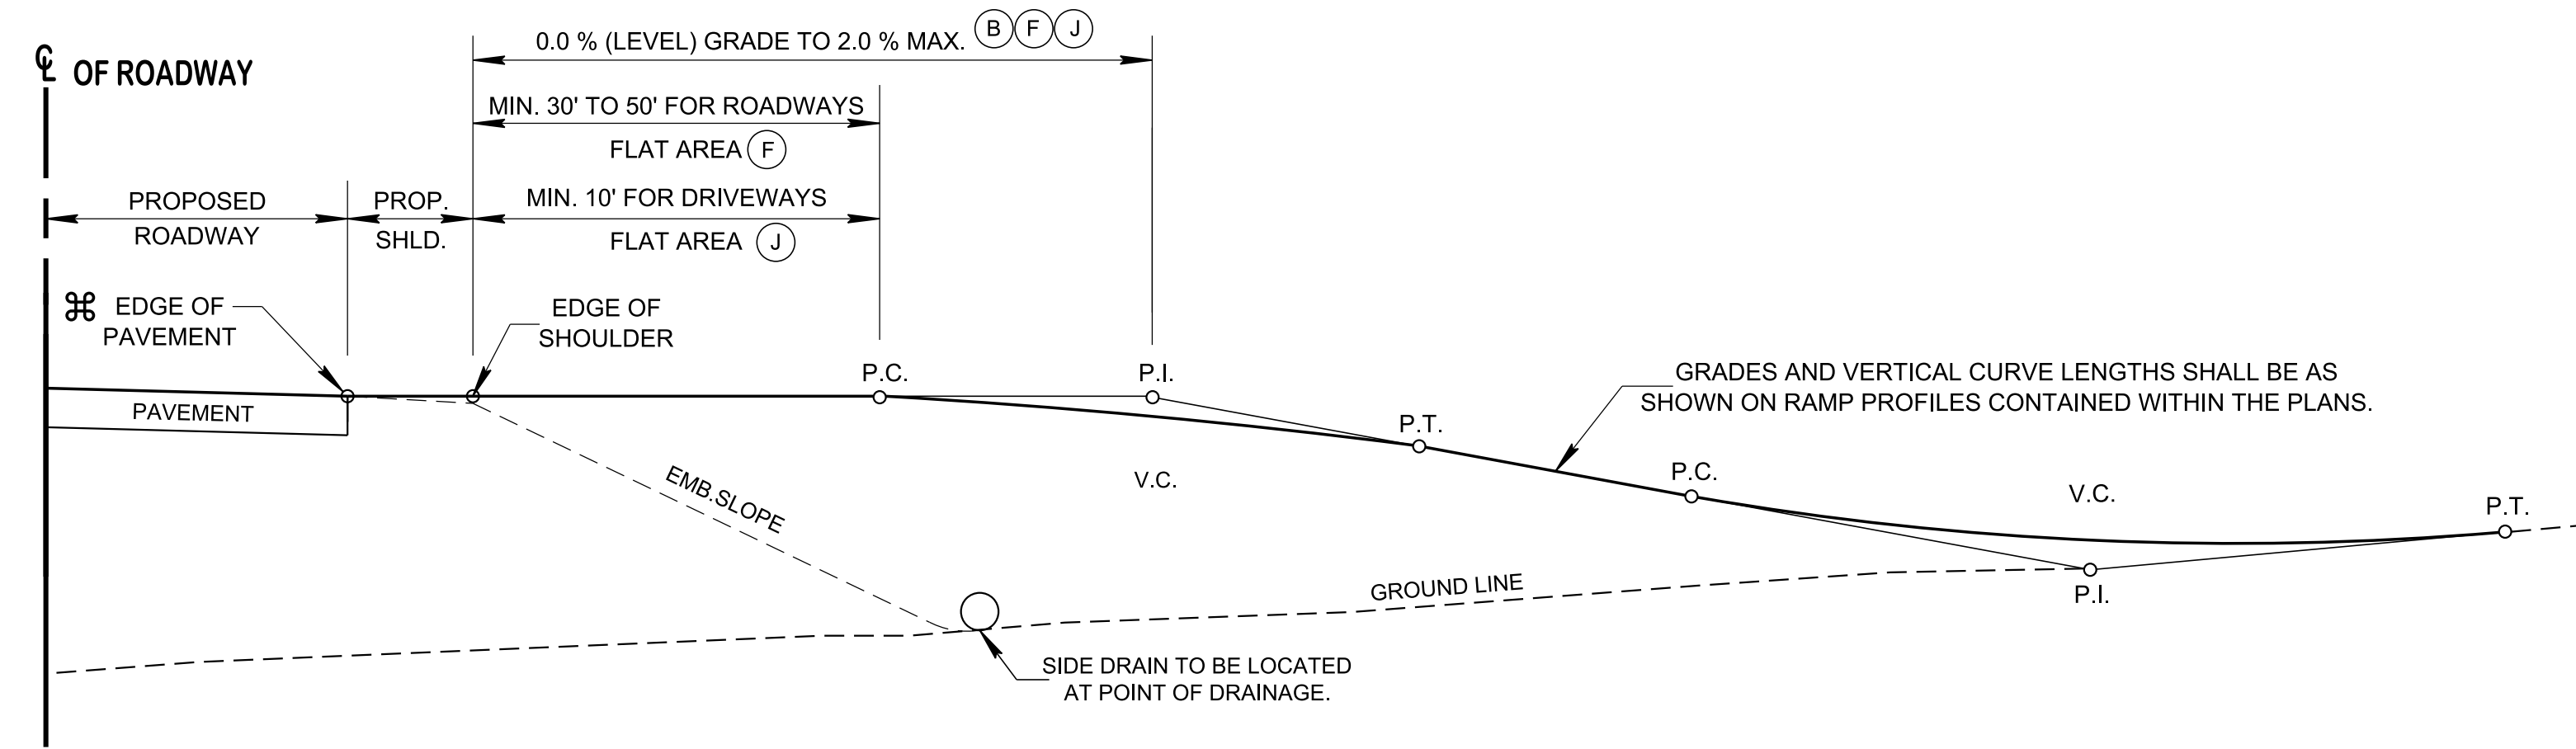 0.0 % (LEVEL) GRADE TO 2.0 % MAX. B F J
℄ OF ROADWAY
MIN. 30' TO 50' FOR ROADWAYS
FLAT AREA F
PROPOSED
ROADWAY
PROP.
SHLD.
MIN. 10' FOR DRIVEWAYS
FLAT AREA J
⌘ EDGE OF
PAVEMENT
EDGE OF
SHOULDER
P.C.
P.I.
GRADES AND VERTICAL CURVE LENGTHS SHALL BE AS
SHOWN ON RAMP PROFILES CONTAINED WITHIN THE PLANS.
PAVEMENT
P.T.
EMB.SLOPE
V.C.
P.C.
V.C.
P.T.
GROUND LINE
P.I.
SIDE DRAIN TO BE LOCATED
AT POINT OF DRAINAGE.